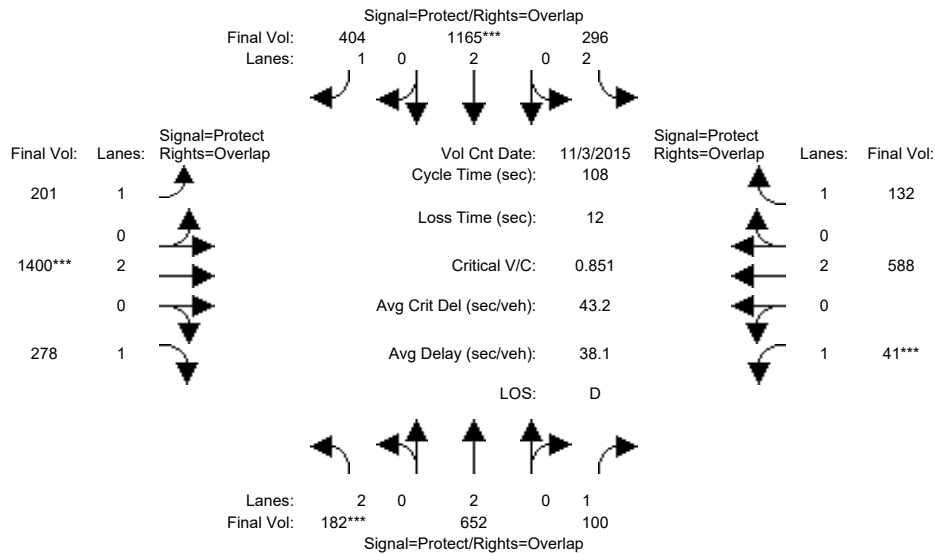 Signal=Protect/Rights=Overlap
Final Vol: 404 1165*** 296
Lanes: 1 0 2 0 2
Signal=Protect Signal=Protect
Final Vol: Lanes: Rights=Overlap Vol Cnt Date: 11/3/2015 Rights=Overlap Lanes: Final Vol:
Cycle Time (sec): 108
201 1 1 132
Loss Time (sec): 12
0 0
1400*** 2 Critical V/C: 0.851 2 588
0 Avg Crit Del (sec/veh): 43.2 0
278 1 Avg Delay (sec/veh): 38.1 1 41***
LOS: D
Lanes: 2 0 2 0 1
Final Vol: 182*** 652 100
Signal=Protect/Rights=Overlap